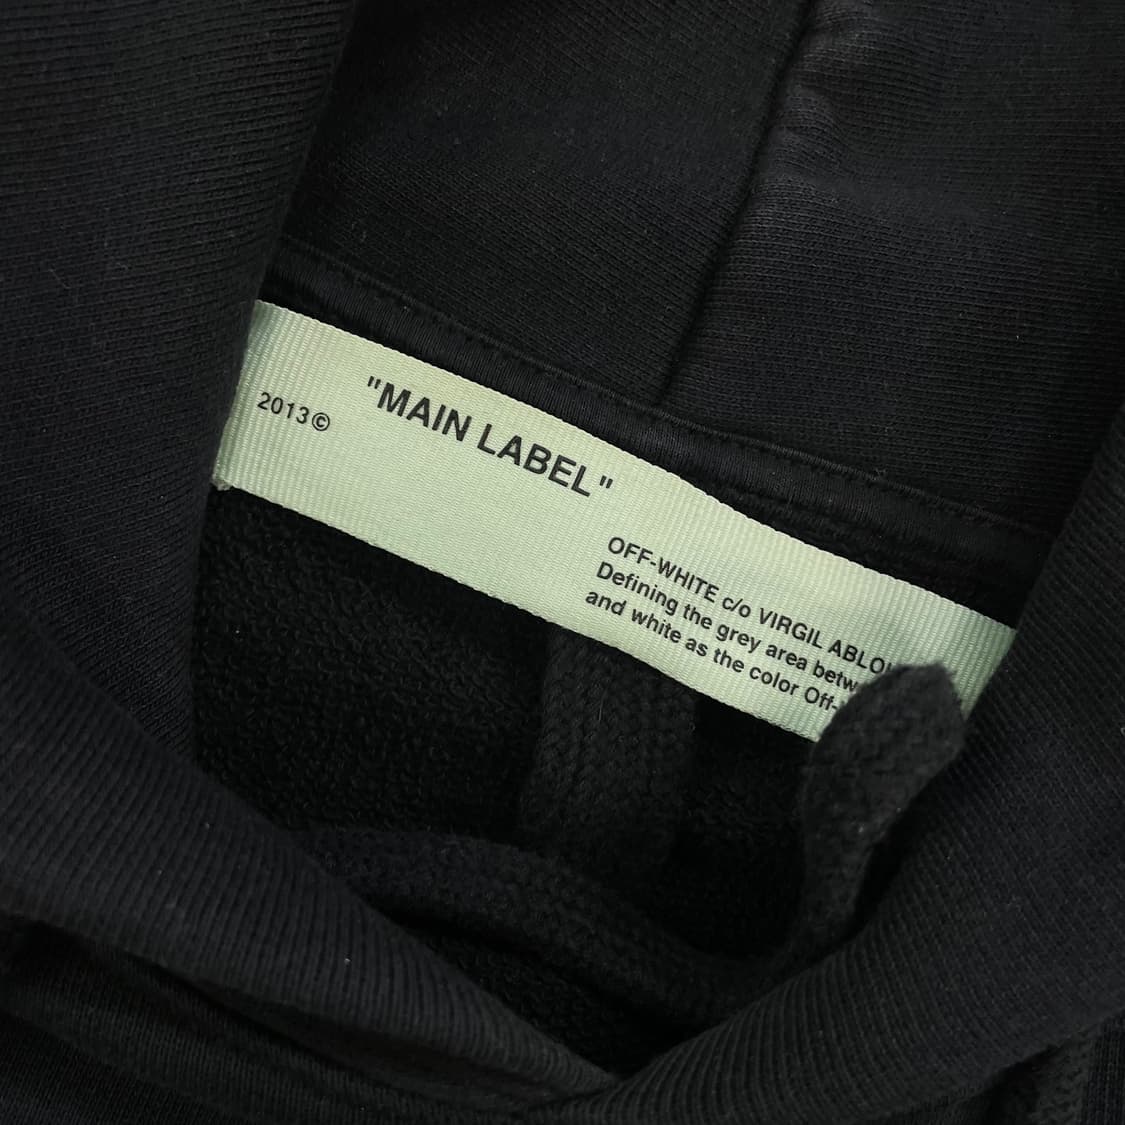 "MAIN LABEL"
2013©
OFF-WHITE c/o VIRGIL
Defining the grey area
and white as the color